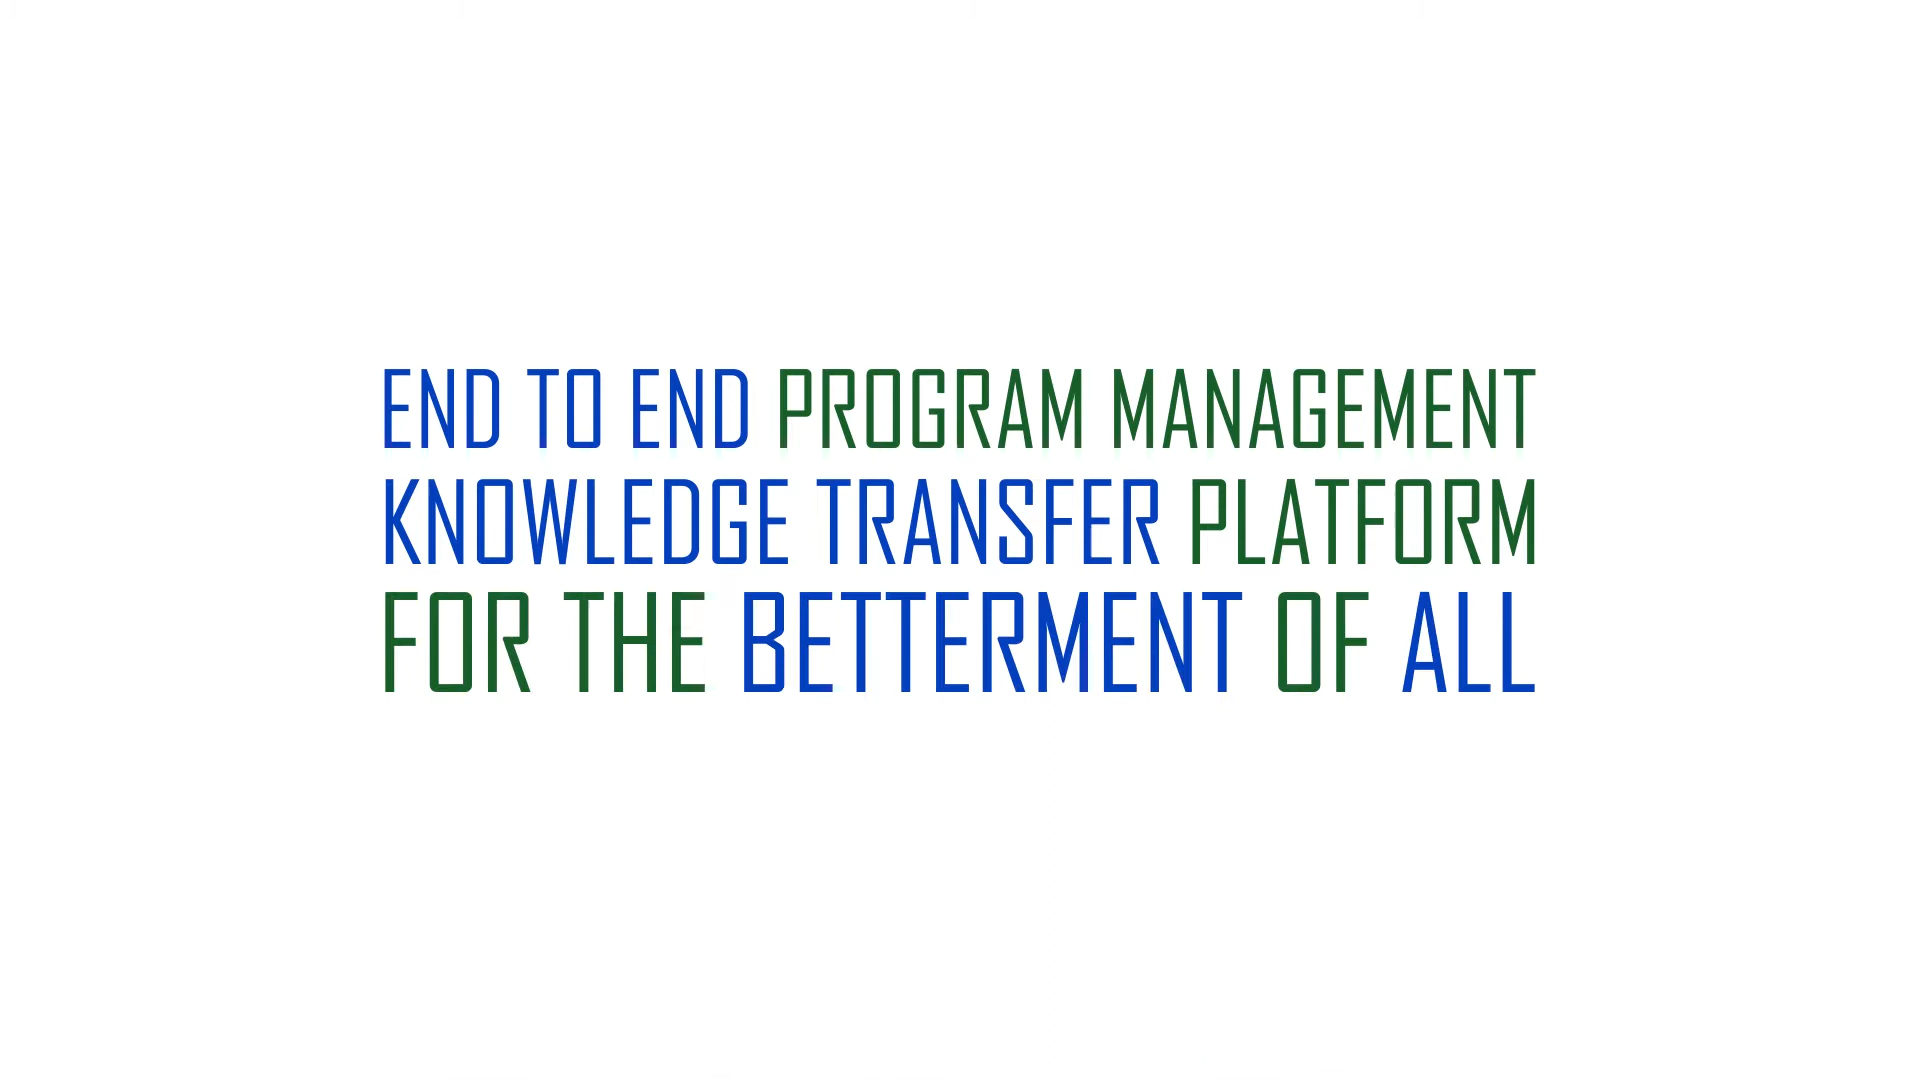 END TO END PROGRAM MANAGEMENT
KNOWLEDGE TRANSFER PLATFORM
FOR THE BETTERMENT OF ALL